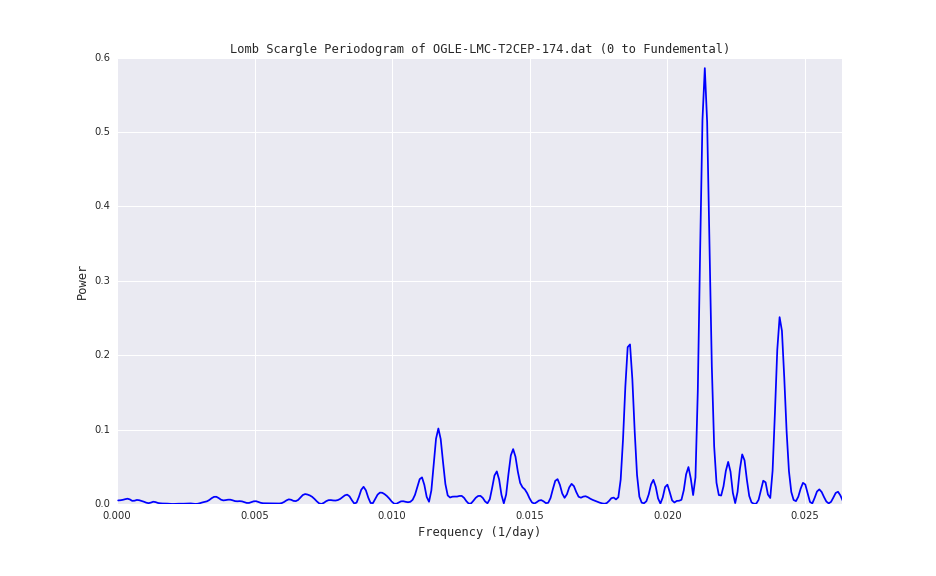 Lomb Scargle Periodogram of OGLE-LMC-T2CEP-174.dat (0 to Fundemental)
0.6
0.5
0.4
0.3
0.2
0.1
0.0
Power
0.000 0.005 0.010 0.015 0.020 0.025
Frequency (1/day)